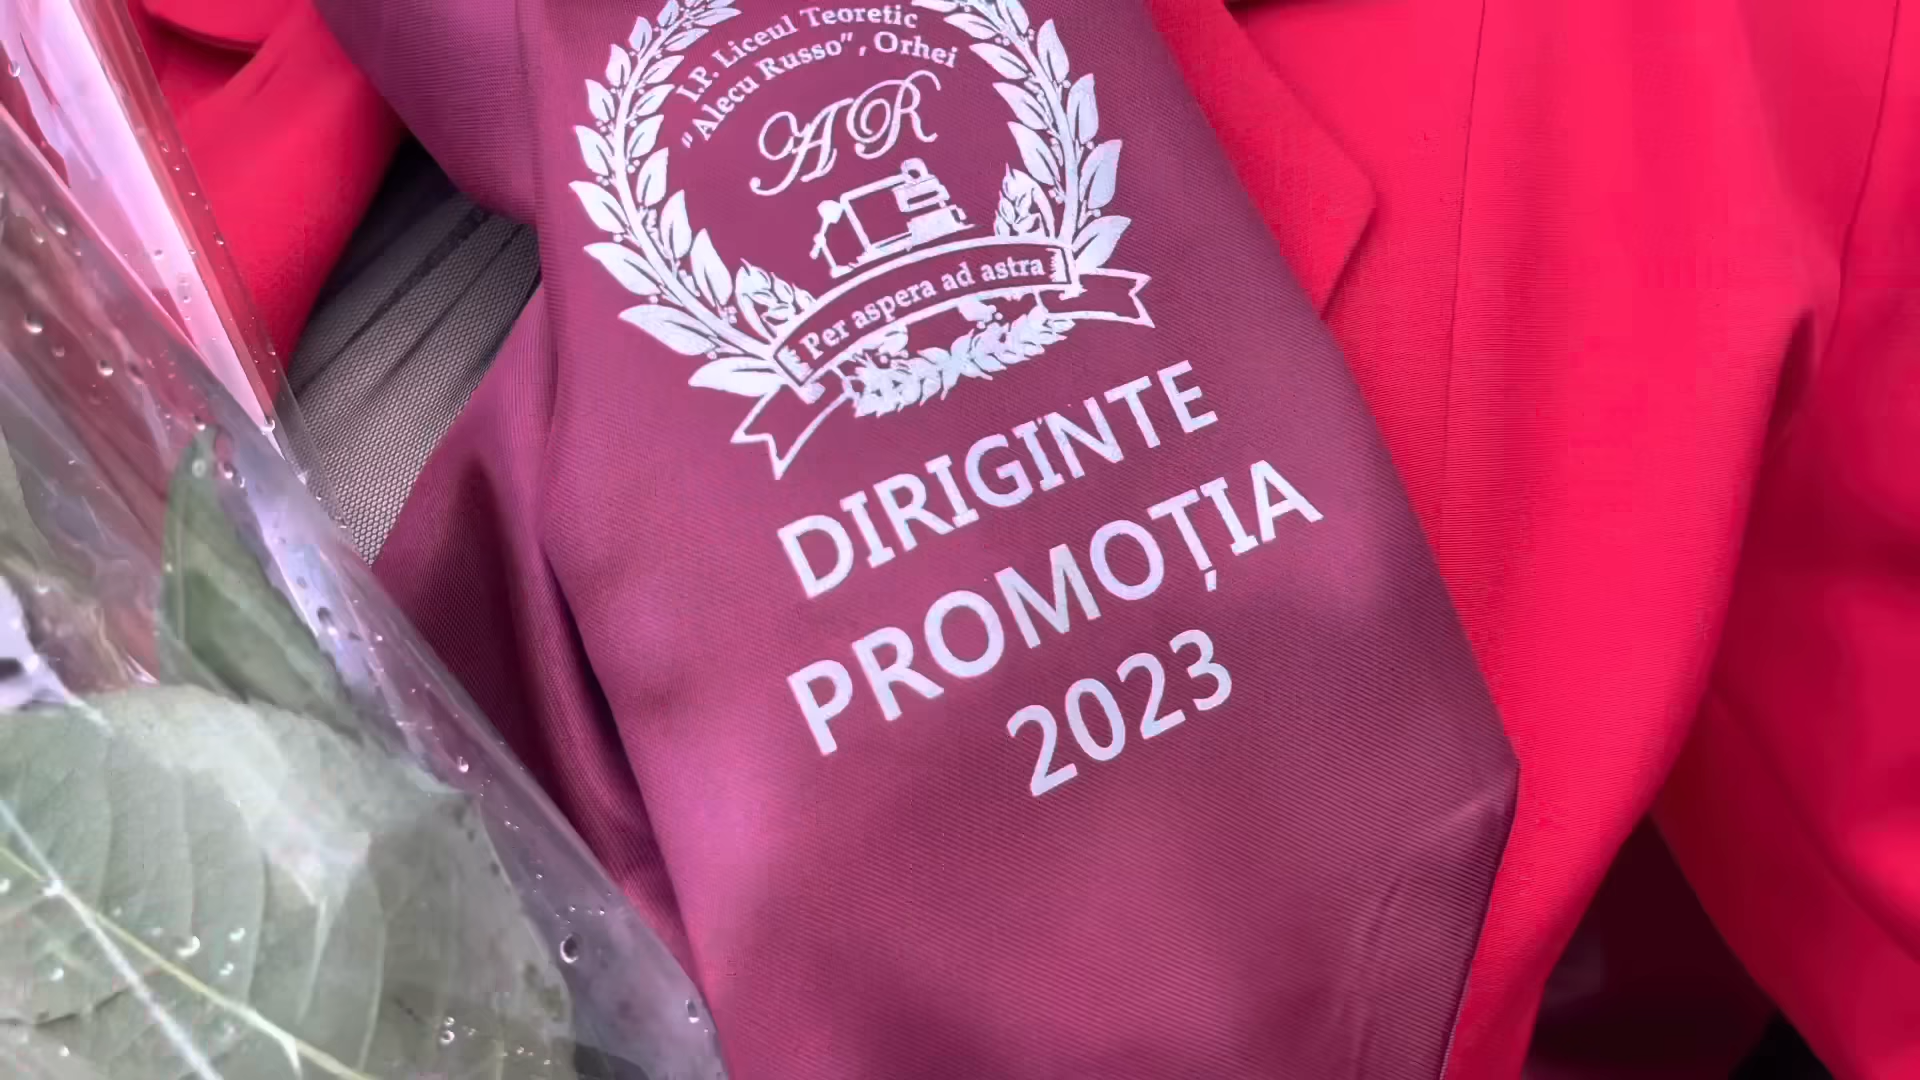 I.P. Liceul Teoretic
"Alecu Russo", Orhei
AR
Per aspera ad astra
DIRIGINTE
PROMOȚIA
2023